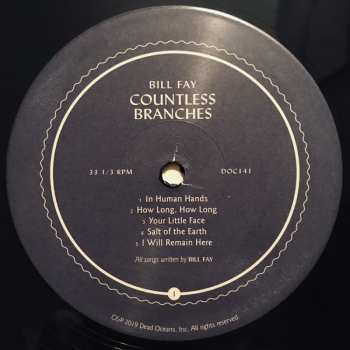 BILL FAY
COUNTLESS
BRANCHES
33 1/3 RPM
DOC141
1 In Human Hands
2 How Long, How Long
3 Your Little Face
4 Salt of the Earth
5 I Will Remain Here
All songs written by BILL FAY
1
C&P 2019 Dead Oceans, Inc. All rights reserved.